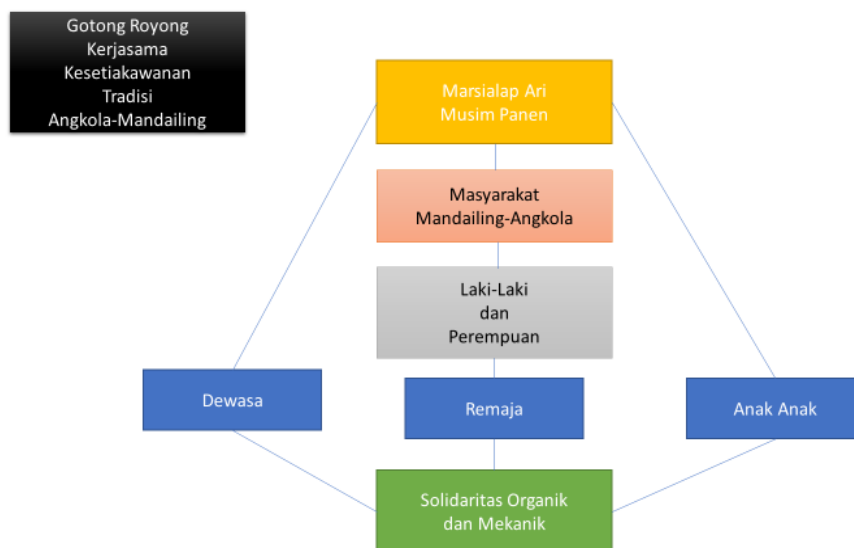 Gotong Royong
Kerjasama
Kesetiakawanan
Tradisi
Angkola-Mandailing
Marsialap Ari
Musim Panen
Masyarakat
Mandailing-Angkola
Laki-Laki
dan
Perempuan
Dewasa
Remaja
Anak Anak
Solidaritas Organik
dan Mekanik